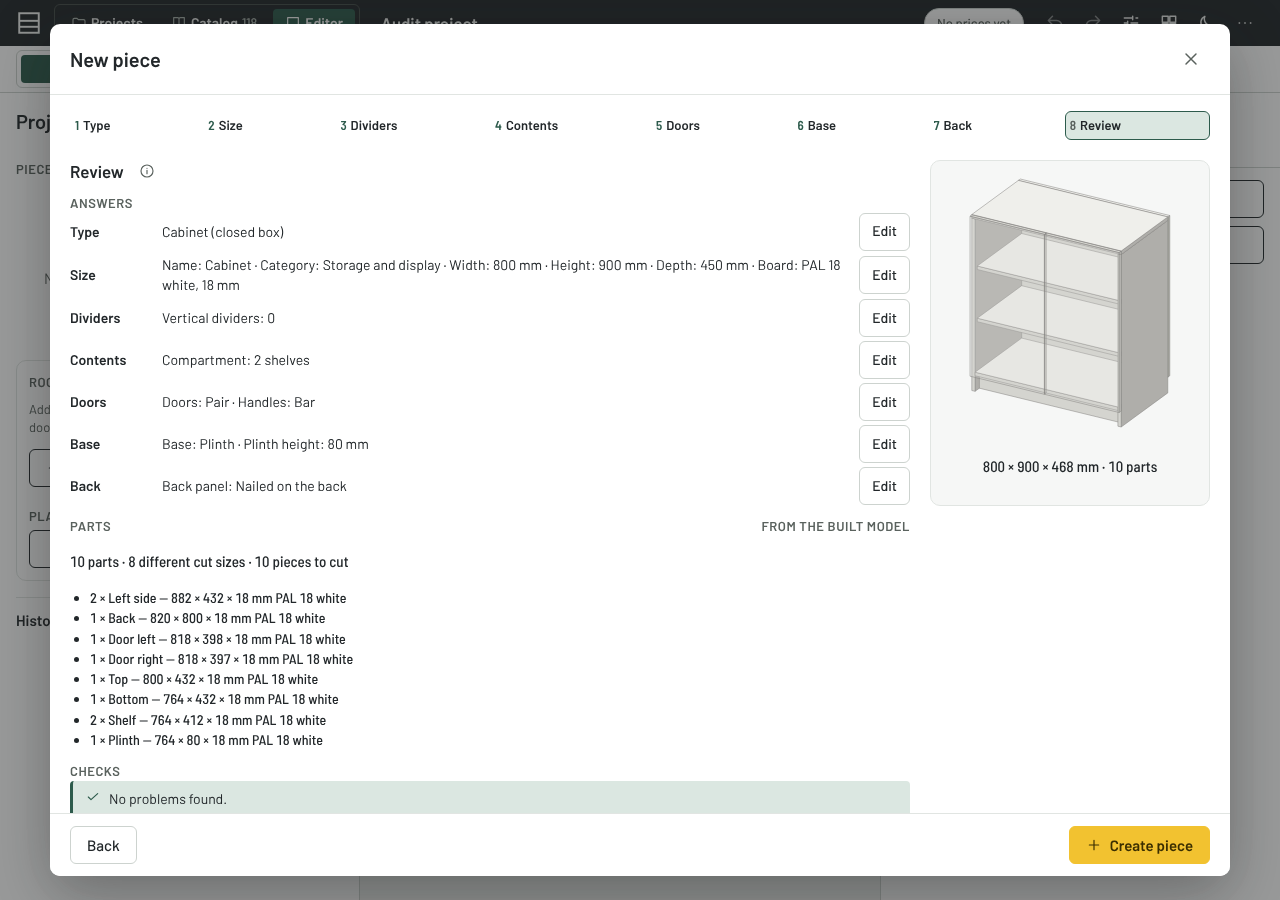 Projects
Catalog 118
Editor
Audit project
No prices yet
New piece
1 Type
2 Size
3 Dividers
4 Contents
5 Doors
6 Base
7 Back
8 Review
Review
ANSWERS
Type
Cabinet (closed box)
Edit
Size
Name: Cabinet · Category: Storage and display · Width: 800 mm · Height: 900 mm · Depth: 450 mm · Board: PAL 18
white, 18 mm
Edit
Dividers
Vertical dividers: 0
Edit
Contents
Compartment: 2 shelves
Edit
Doors
Doors: Pair · Handles: Bar
Edit
Base
Base: Plinth · Plinth height: 80 mm
Edit
Back
Back panel: Nailed on the back
Edit
800 × 900 × 468 mm · 10 parts
PARTS
FROM THE BUILT MODEL
10 parts · 8 different cut sizes · 10 pieces to cut
2 × Left side — 882 × 432 × 18 mm PAL 18 white
1 × Back — 820 × 800 × 18 mm PAL 18 white
1 × Door left — 818 × 398 × 18 mm PAL 18 white
1 × Door right — 818 × 397 × 18 mm PAL 18 white
1 × Top — 800 × 432 × 18 mm PAL 18 white
1 × Bottom — 764 × 432 × 18 mm PAL 18 white
2 × Shelf — 764 × 412 × 18 mm PAL 18 white
1 × Plinth — 764 × 80 × 18 mm PAL 18 white
CHECKS
No problems found.
Back
Create piece